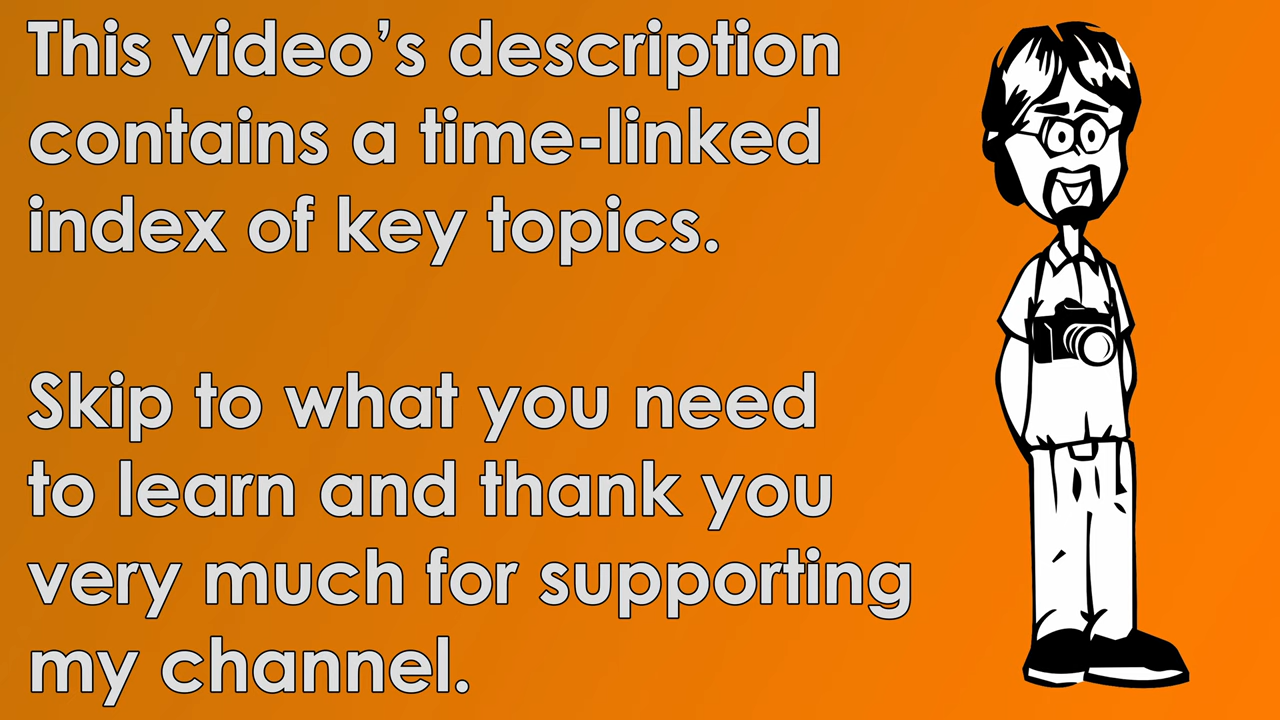 This video’s description
contains a time-linked
index of key topics.
Skip to what you need
to learn and thank you
very much for supporting
my channel.